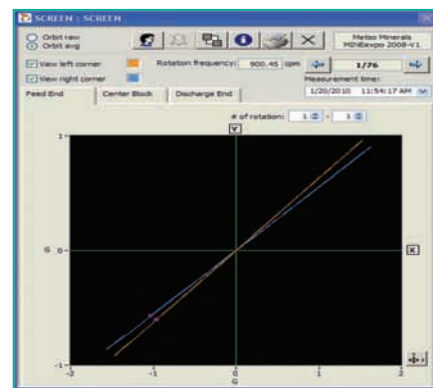 SCREEN : SCREEN
Orbit raw
Orbit avg
Metso Minerals
MINExpo 2008-V1
View left corner
Rotation frequency: 900.45 cpm
1/76
View right corner
Measurement time:
1/20/2010 11:54:17 AM
Feed End
Center Block
Discharge End
# of rotation: 1 - 1
Y
1
G 0
X
-1
-2 -1 0 1 2
G